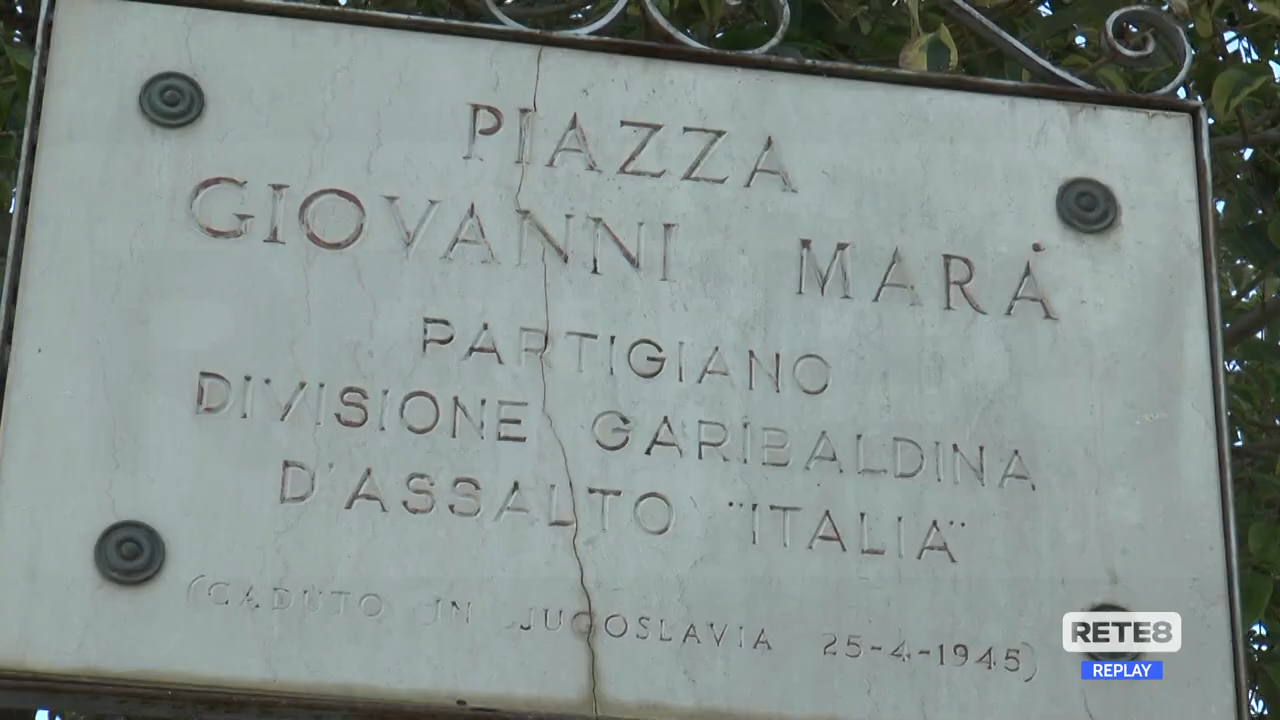 PIAZZA
GIOVANNI MARÀ
PARTIGIANO
DIVISIONE GARIBALDINA
D'ASSALTO "ITALIA"
(CADUTO IN JUGOSLAVIA 25-4-1945)
RETE8
REPLAY